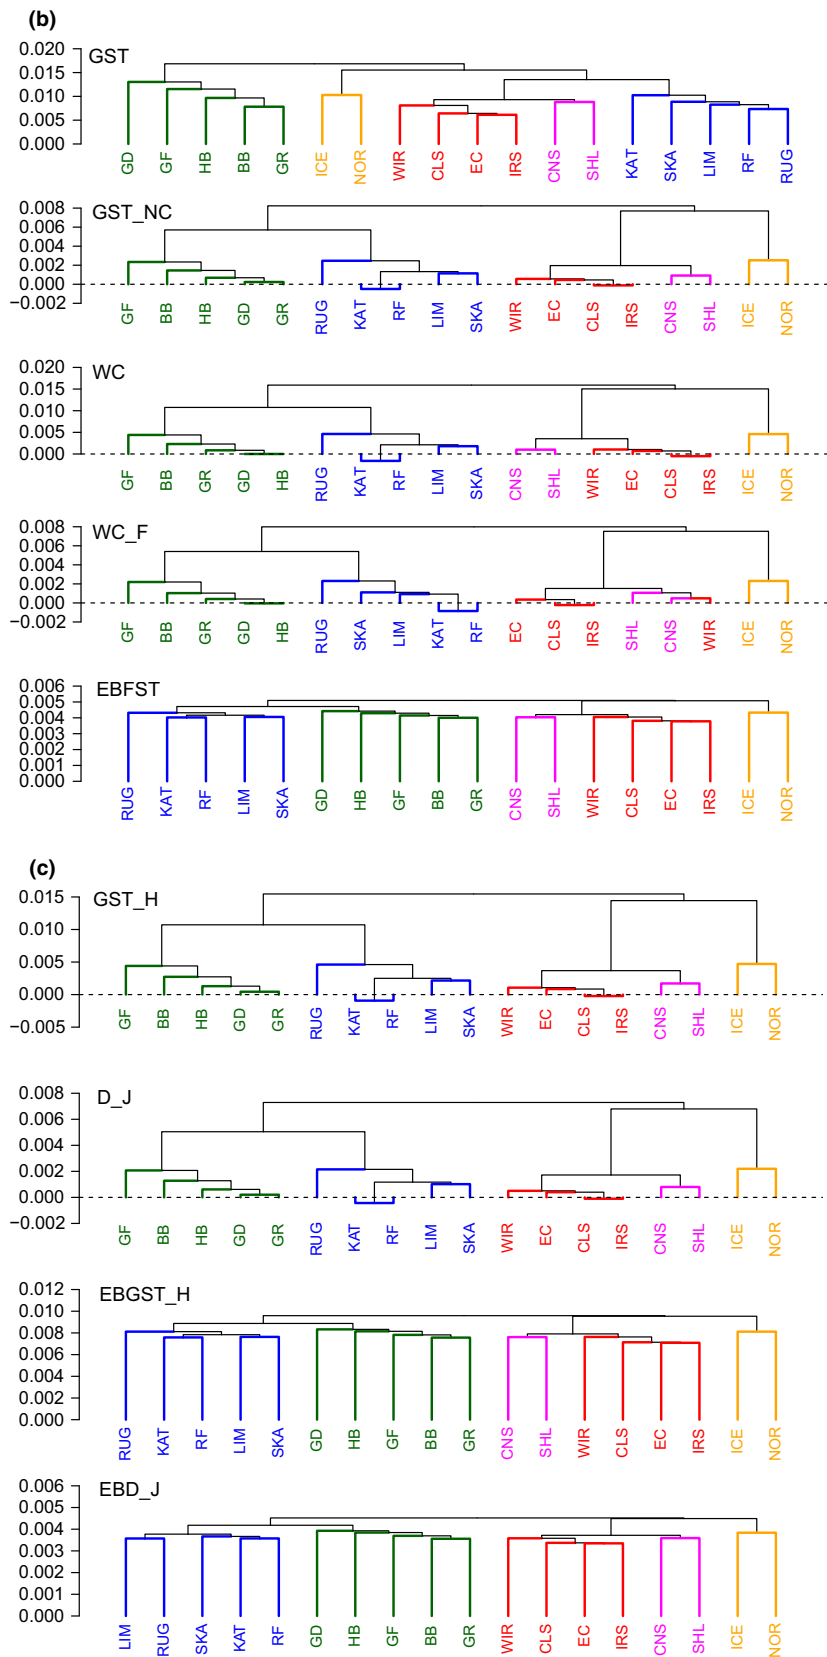 (b)
GST
0.020
0.015
0.010
0.005
0.000
GD GF HB BB GR ICE NOR WIR CLS EC IRS CNS SHL KAT SKA LIM RF RUG
GST_NC
0.008
0.006
0.004
0.002
0.000
−0.002
GF BB HB GD GR RUG KAT RF LIM SKA WIR EC CLS IRS CNS SHL ICE NOR
WC
0.020
0.015
0.010
0.005
0.000
GF BB GR GD HB RUG KAT RF LIM SKA CNS SHL WIR EC CLS IRS ICE NOR
WC_F
0.008
0.006
0.004
0.002
0.000
−0.002
GF BB GR GD HB RUG SKA LIM KAT RF EC CLS IRS SHL CNS WIR ICE NOR
EBFST
0.006
0.005
0.004
0.003
0.002
0.001
0.000
RUG KAT RF LIM SKA GD HB GF BB GR CNS SHL WIR CLS EC IRS ICE NOR
(c)
GST_H
0.015
0.010
0.005
0.000
−0.005
GF BB HB GD GR RUG KAT RF LIM SKA WIR EC CLS IRS CNS SHL ICE NOR
D_J
0.008
0.006
0.004
0.002
0.000
−0.002
GF BB HB GD GR RUG KAT RF LIM SKA WIR EC CLS IRS CNS SHL ICE NOR
EBGST_H
0.012
0.010
0.008
0.006
0.004
0.002
0.000
RUG KAT RF LIM SKA GD HB GF BB GR CNS SHL WIR CLS EC IRS ICE NOR
EBD_J
0.006
0.005
0.004
0.003
0.002
0.001
0.000
LIM RUG SKA KAT RF GD HB GF BB GR WIR CLS EC IRS CNS SHL ICE NOR